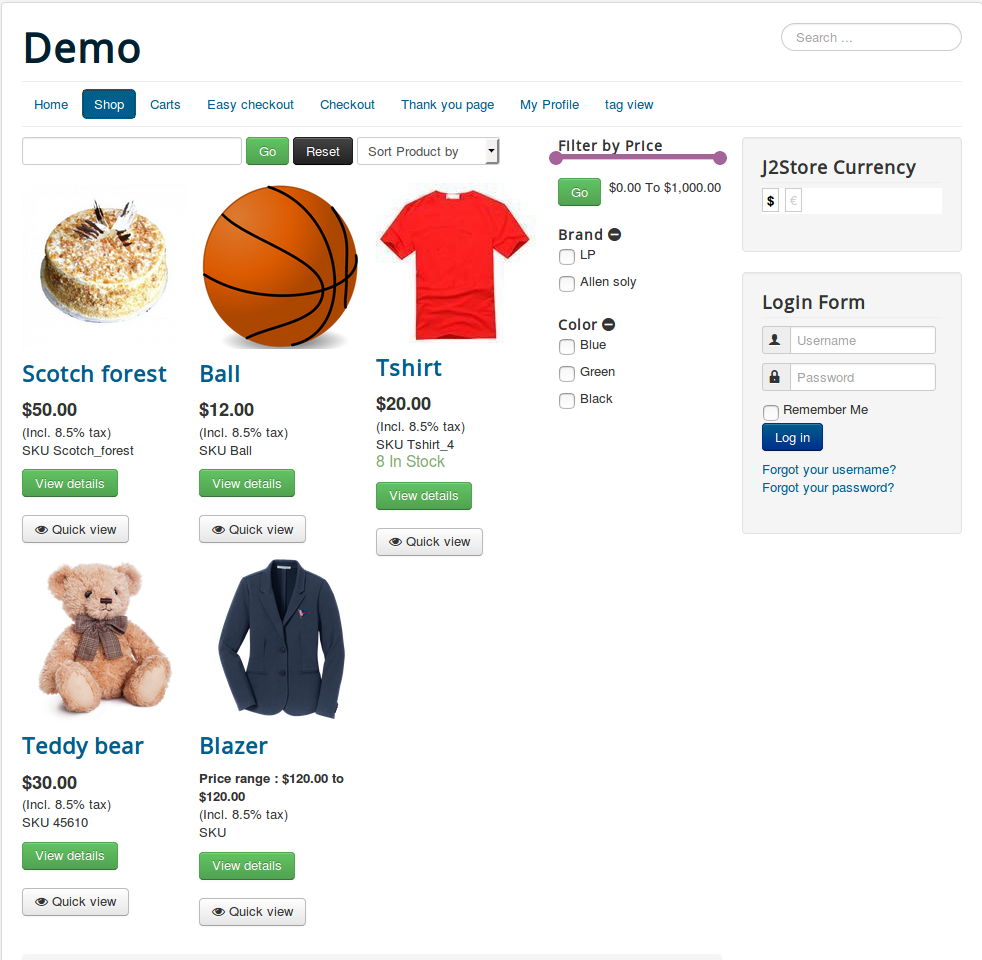 Demo
Search ...
Home Shop Carts Easy checkout Checkout Thank you page My Profile tag view
Go Reset Sort Product by
Scotch forest
$50.00
(Incl. 8.5% tax)
SKU Scotch_forest
View details
Quick view
Ball
$12.00
(Incl. 8.5% tax)
SKU Ball
View details
Quick view
Tshirt
$20.00
(Incl. 8.5% tax)
SKU Tshirt_4
8 In Stock
View details
Quick view
Teddy bear
$30.00
(Incl. 8.5% tax)
SKU 45610
View details
Quick view
Blazer
Price range : $120.00 to
$120.00
(Incl. 8.5% tax)
SKU
View details
Quick view
Filter by Price
Go $0.00 To $1,000.00
Brand
LP
Allen soly
Color
Blue
Green
Black
J2Store Currency
$ €
Login Form
Username
Password
Remember Me
Log in
Forgot your username?
Forgot your password?